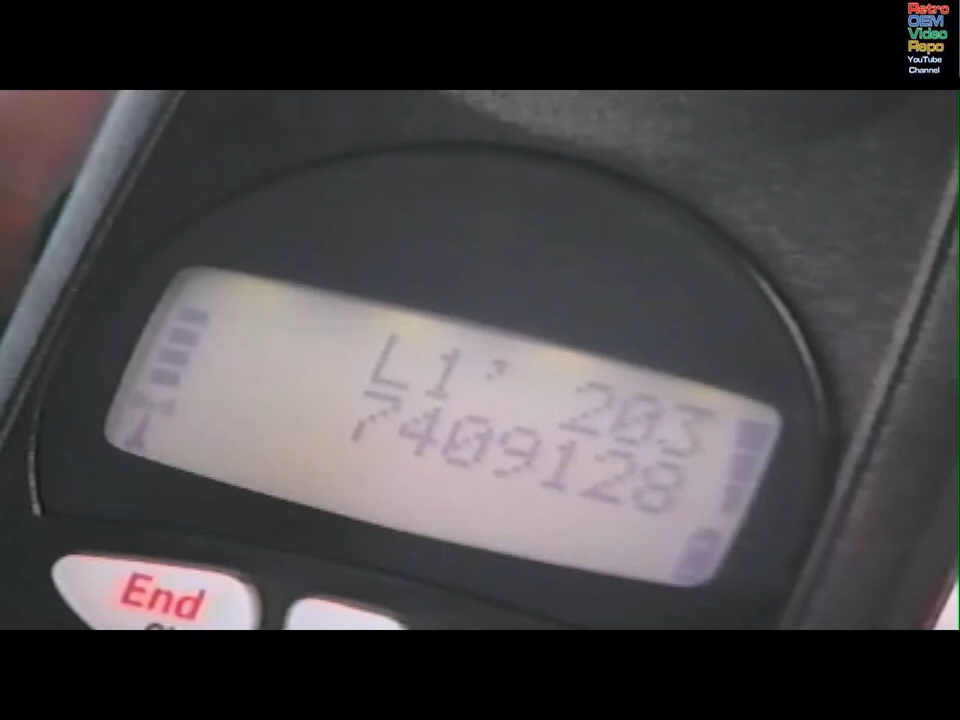 Retro
OEM
Video
Repo
YouTube
Channel
L1' 203
7409128
End